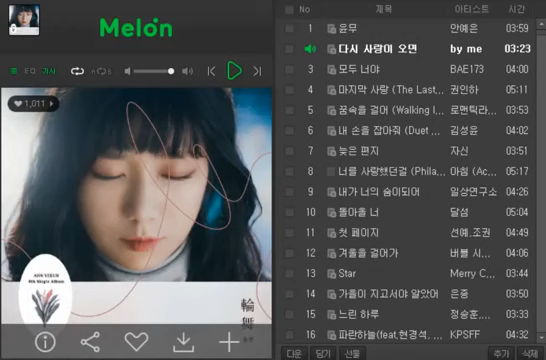 Melon
EQ 가사
1,011
ANN YEEUN
8th Single Album
輪
舞
No 제목 아티스트 시간
1 윤무 안예은 03:59
다시 사랑이 오면 by me 03:23
3 모두 너야 BAE173 04:00
4 마지막 사랑 (The Last,... 권인하 05:11
5 꿈속을 걸어 (Walking I... 로맨틱라... 03:53
6 내 손을 잡아줘 (Duet ... 김성윤 04:02
7 늦은 편지 자신 03:51
8 너를 사랑했던걸 (Phila... 마침 (Ac... 05:17
9 내가 너의 숨이되어 일상연구소 04:26
10 돌아올 너 달섬 05:04
11 첫 페이지 선예,조권 04:49
12 겨울을 걸어가 버블 시... 04:06
13 Star Merry C... 03:44
14 가을이 지고서야 알았어 은중 03:50
15 느린 하루 정승훈,... 03:33
16 파란하늘(feat,현경석. ... KPSFF 04:32
다운 담기 선물 추가 삭제